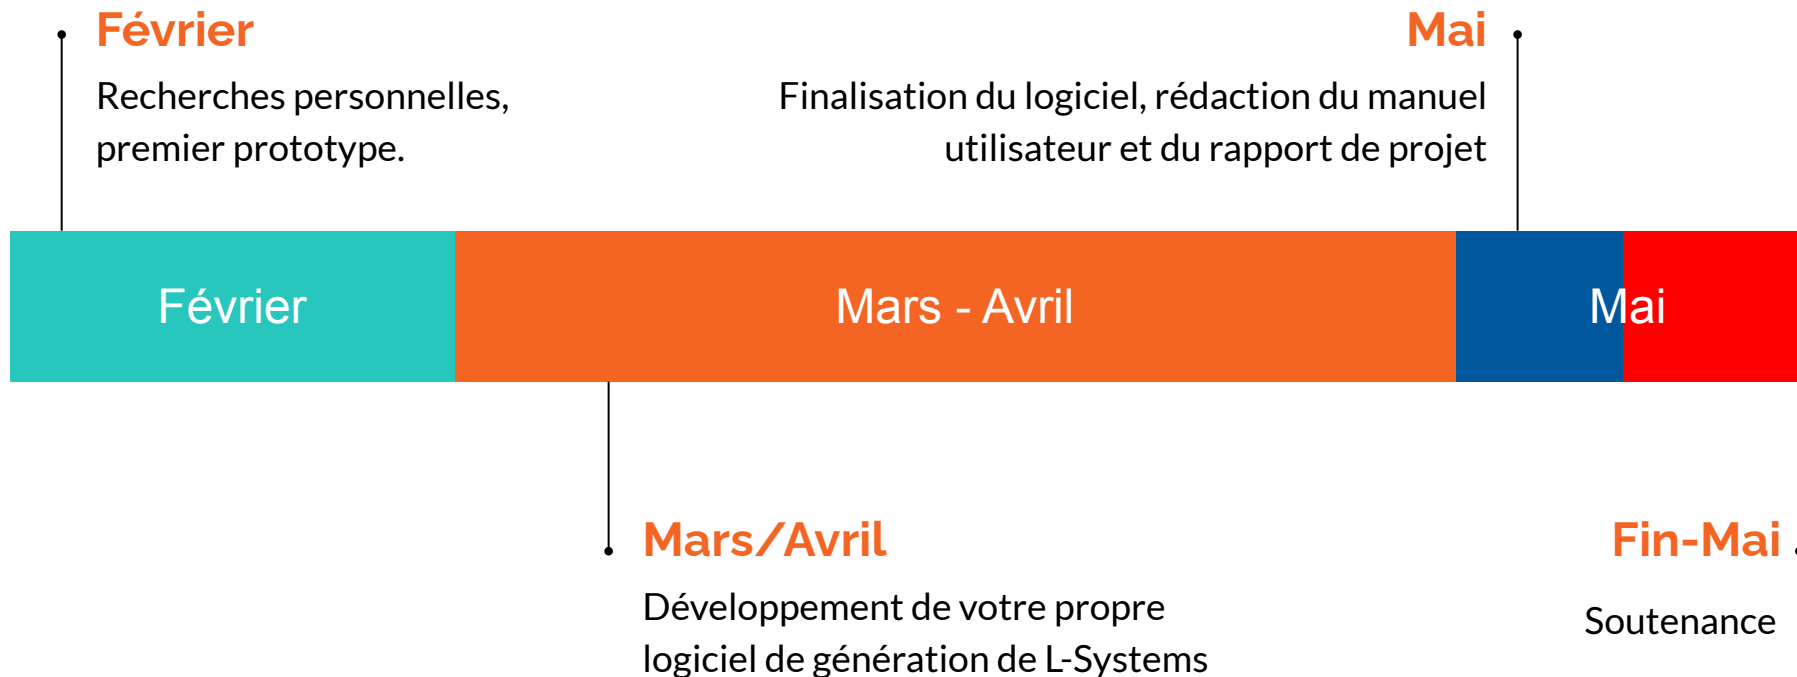 Février
Recherches personnelles,
premier prototype.
Mai
Finalisation du logiciel, rédaction du manuel
utilisateur et du rapport de projet
Février
Mars - Avril
Mai
Mars/Avril
Développement de votre propre
logiciel de génération de L-Systems
Fin-Mai
Soutenance